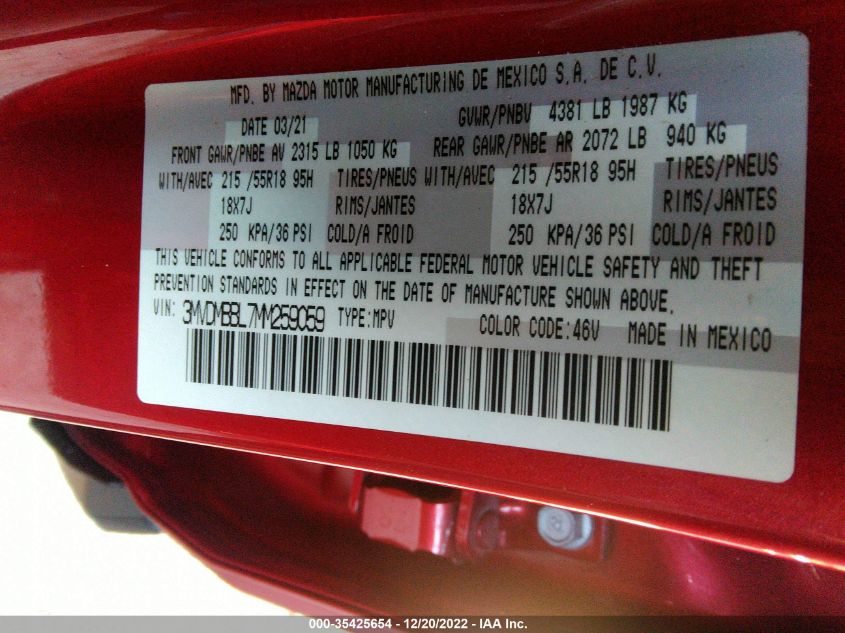 MFD. BY MAZDA MOTOR MANUFACTURING DE MEXICO S.A. DE C.V.
DATE 03/21 GVWR/PNBV 4381 LB 1987 KG
FRONT GAWR/PNBE AV 2315 LB 1050 KG REAR GAWR/PNBE AR 2072 LB 940 KG
WITH/AVEC 215 /55R18 95H TIRES/PNEUS WITH/AVEC 215 /55R18 95H TIRES/PNEUS
18X7J RIMS/JANTES 18X7J RIMS/JANTES
250 KPA/36 PSI COLD/A FROID 250 KPA/36 PSI COLD/A FROID
THIS VEHICLE CONFORMS TO ALL APPLICABLE FEDERAL MOTOR VEHICLE SAFETY AND THEFT
PREVENTION STANDARDS IN EFFECT ON THE DATE OF MANUFACTURE SHOWN ABOVE.
VIN: 3MVDMBBL7MM259059 TYPE:MPV COLOR CODE:46V MADE IN MEXICO
000-35425654 - 12/20/2022 - IAA Inc.